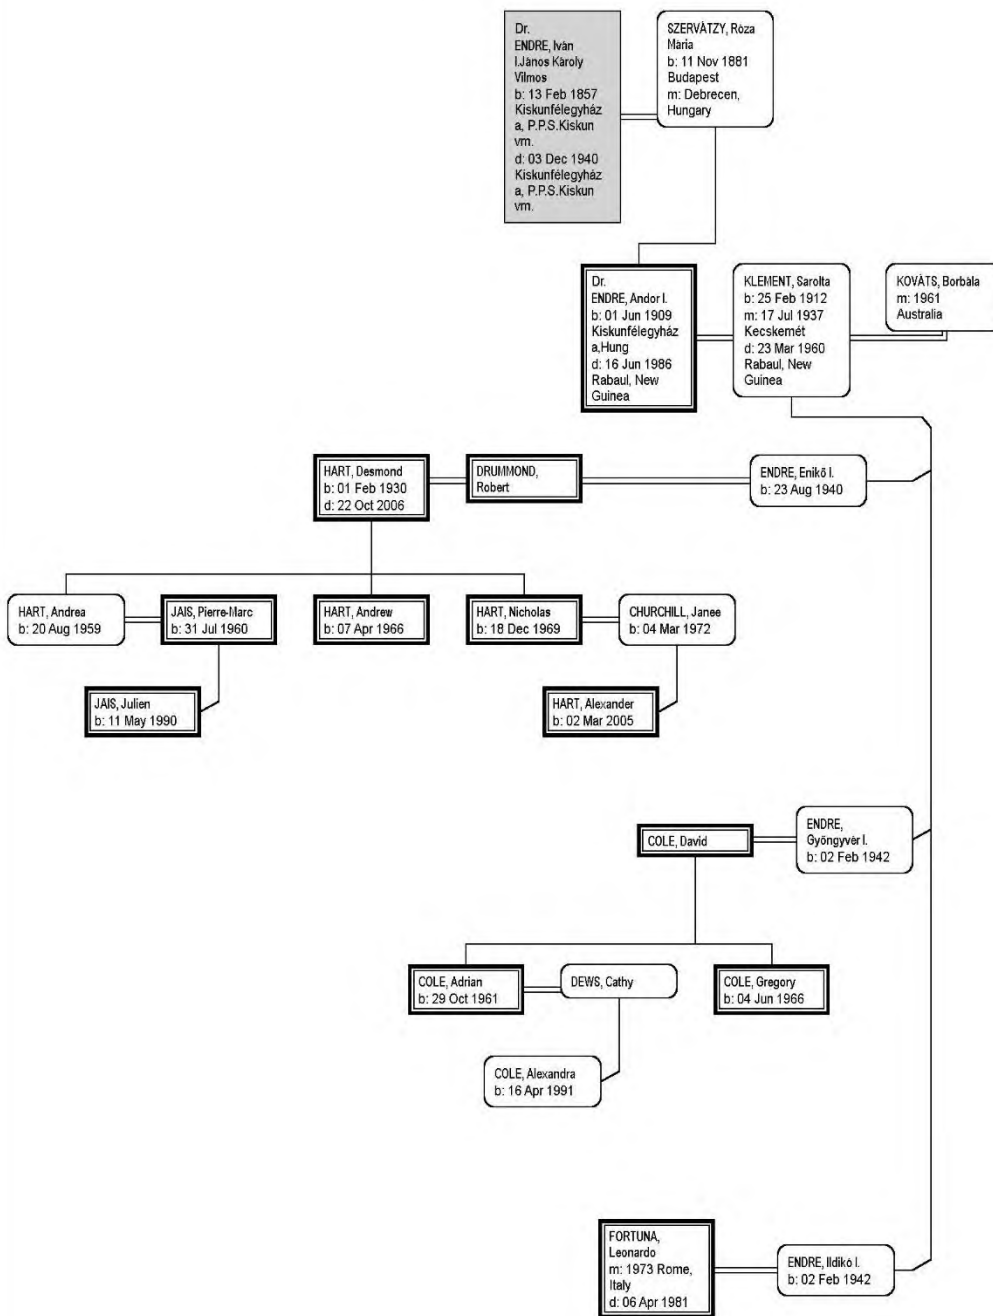 Dr.
ENDRE, Iván
I.János Károly
Vilmos
b: 13 Feb 1857
Kiskunfélegyház
a, P.P.S.Kiskun
vm.
d: 03 Dec 1940
Kiskunfélegyház
a, P.P.S.Kiskun
vm.
SZERVÁTZY, Róza
Mária
b: 11 Nov 1881
Budapest
m: Debrecen,
Hungary
Dr.
ENDRE, Andor I.
b: 01 Jun 1909
Kiskunfélegyház
a,Hung
d: 16 Jun 1986
Rabaul, New
Guinea
KLEMENT, Sarolta
b: 25 Feb 1912
m: 17 Jul 1937
Kecskemét
d: 23 Mar 1960
Rabaul, New
Guinea
KOVÁTS, Borbála
m: 1961
Australia
HART, Desmond
b: 01 Feb 1930
d: 22 Oct 2006
DRUMMOND,
Robert
ENDRE, Enikő I.
b: 23 Aug 1940
HART, Andrea
b: 20 Aug 1959
JAIS, Pierre-Marc
b: 31 Jul 1960
HART, Andrew
b: 07 Apr 1966
HART, Nicholas
b: 18 Dec 1969
CHURCHILL, Janee
b: 04 Mar 1972
JAIS, Julien
b: 11 May 1990
HART, Alexander
b: 02 Mar 2005
COLE, David
ENDRE,
Gyöngyvér I.
b: 02 Feb 1942
COLE, Adrian
b: 29 Oct 1961
DEWS, Cathy
COLE, Gregory
b: 04 Jun 1966
COLE, Alexandra
b: 16 Apr 1991
FORTUNA,
Leonardo
m: 1973 Rome,
Italy
d: 06 Apr 1981
ENDRE, Ildikó I.
b: 02 Feb 1942